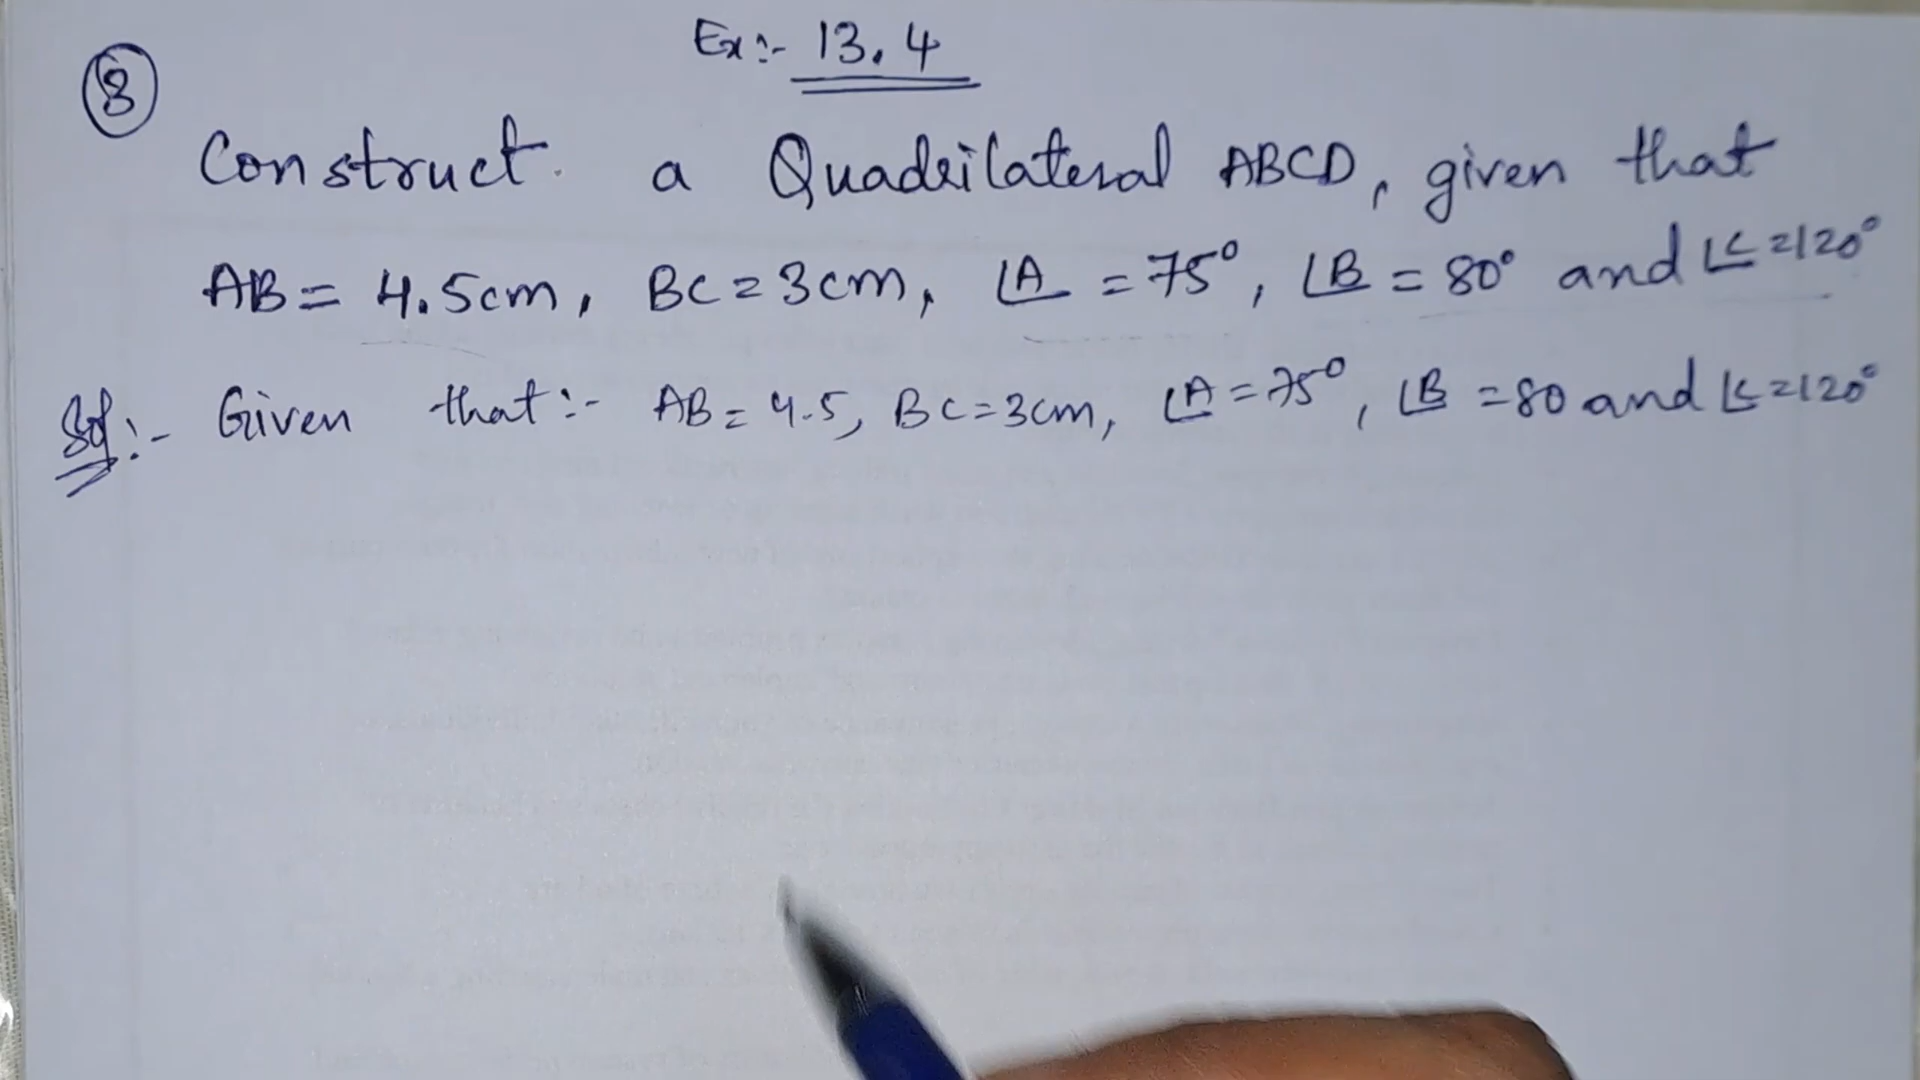 Ex:- 13.4
8
Construct a Quadrilateral ABCD, given that
AB = 4.5cm, BC = 3cm, ∠A = 75°, ∠B = 80° and ∠C = 120°
Sol:- Given that:- AB = 4.5, BC = 3cm, ∠A = 75°, ∠B = 80 and ∠C = 120°